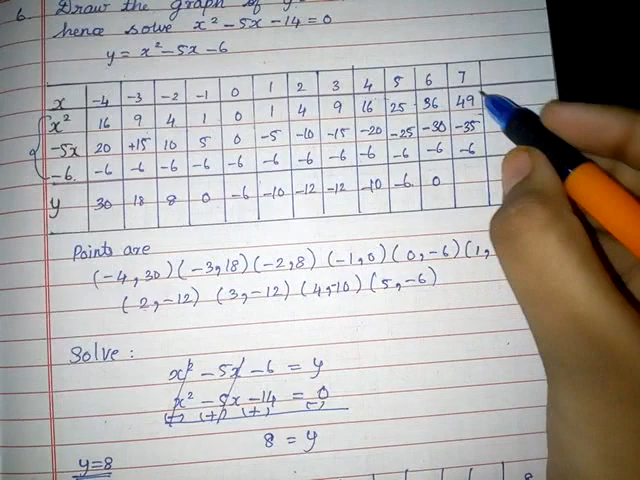 6. Draw the graph of y
hence solve x² - 5x - 14 = 0
y = x² - 5x - 6
x -4 -3 -2 -1 0 1 2 3 4 5 6 7
x² 16 9 4 1 0 1 4 9 16 25 36 49
-5x 20 +15 10 5 0 -5 -10 -15 -20 -25 -30 -35
-6 -6 -6 -6 -6 -6 -6 -6 -6 -6 -6 -6 -6
y 30 18 8 0 -6 -10 -12 -12 -10 -6 0
Points are
(-4, 30) (-3, 18) (-2, 8) (-1, 0) (0, -6) (1,
(2, -12) (3, -12) (4, -10) (5, -6)
Solve :
x² - 5x - 6 = y
x² - 5x - 14 = 0
(-) (+) (+) (-)
8 = y
y = 8
8